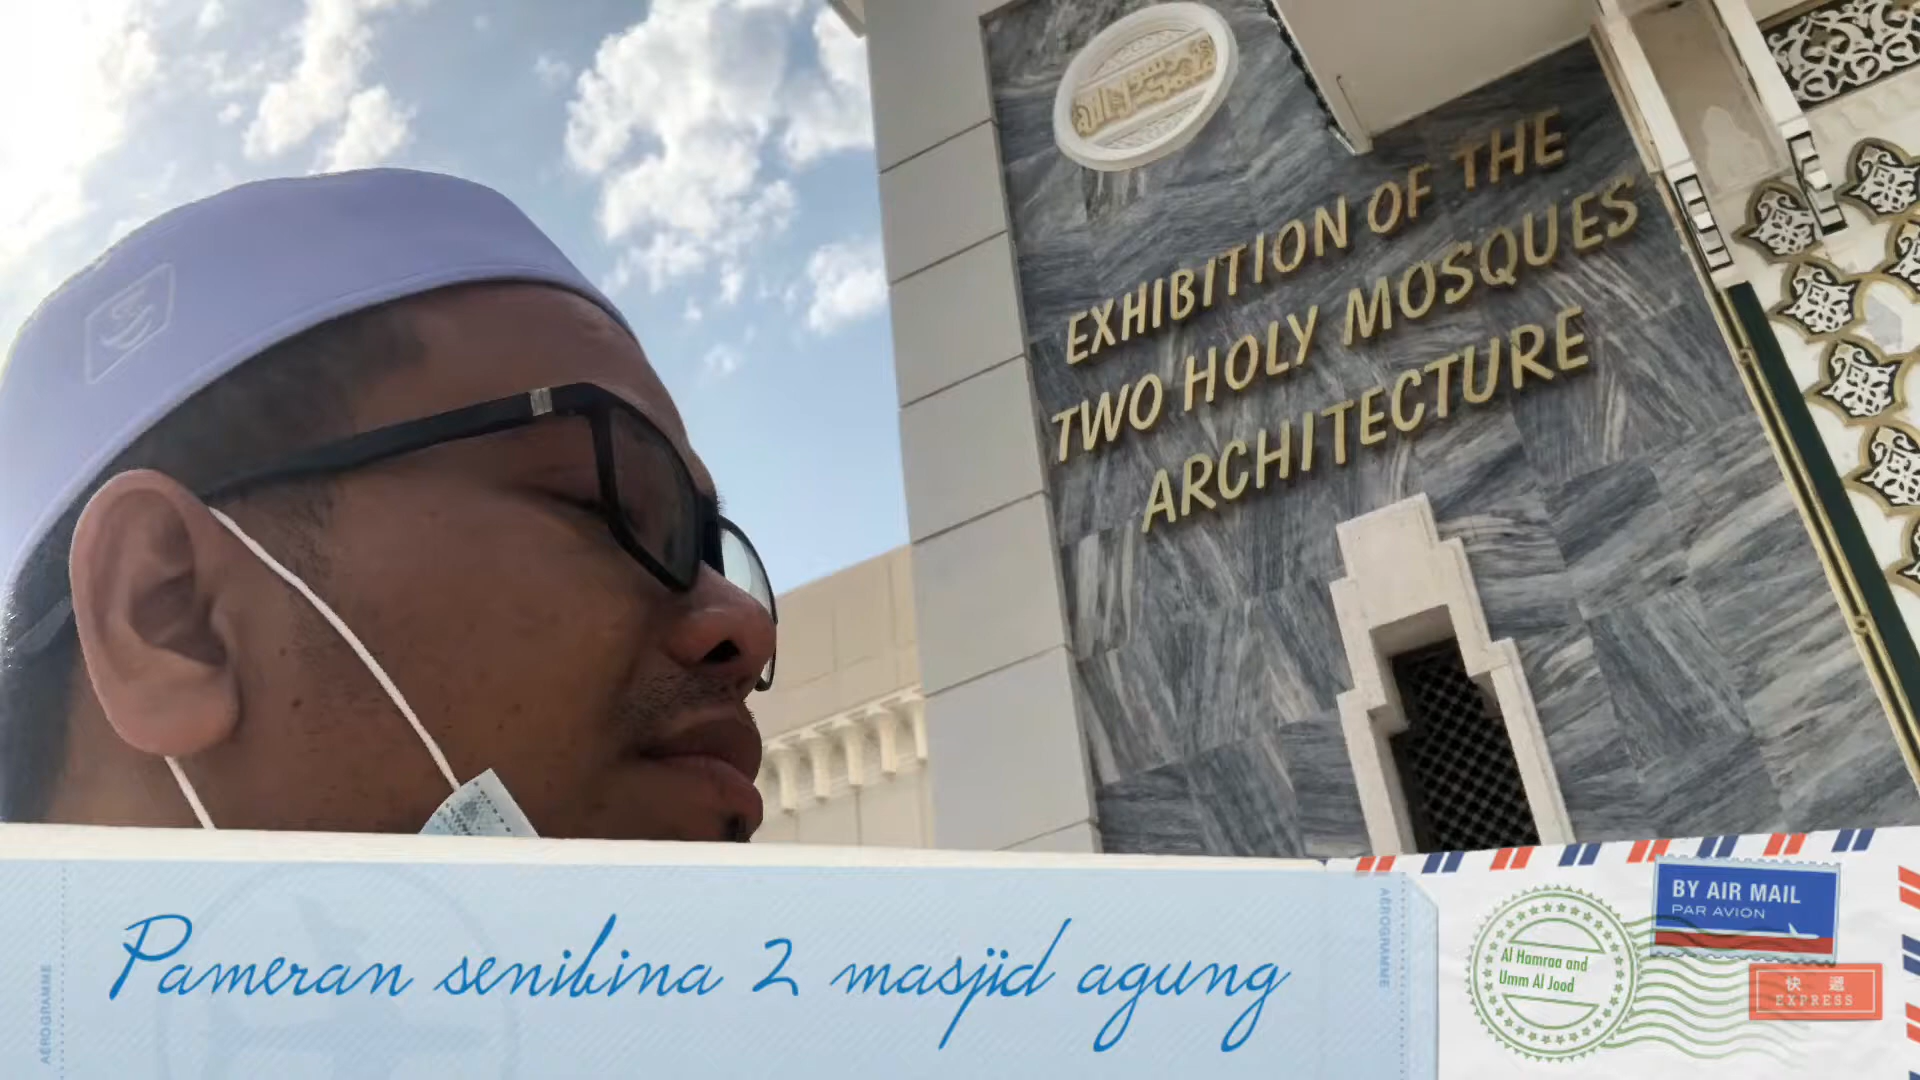 EXHIBITION OF THE
TWO HOLY MOSQUES
ARCHITECTURE
Pameran senibina 2 masjid agung
AÉROGRAMME
AÉROGRAMME
Al Hamraa and
Umm Al Jood
BY AIR MAIL
PAR AVION
快 遞
EXPRESS